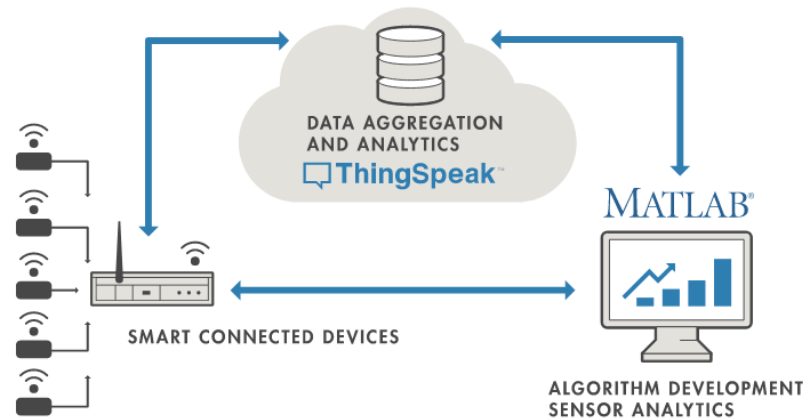 DATA AGGREGATION
AND ANALYTICS
ThingSpeak™
MATLAB®
SMART CONNECTED DEVICES
ALGORITHM DEVELOPMENT
SENSOR ANALYTICS